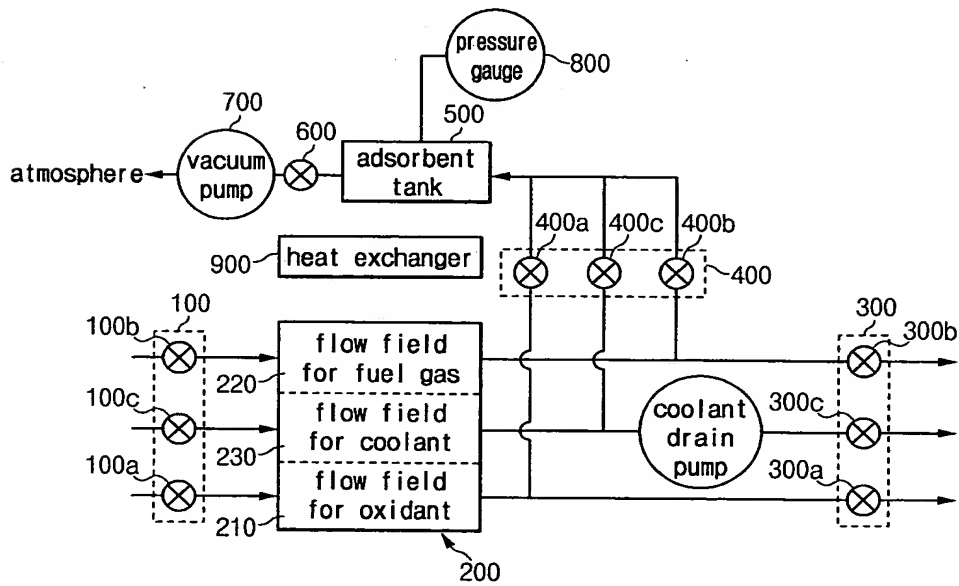 pressure
gauge
800
700
600
500
atmosphere
vacuum
pump
adsorbent
tank
400a
400c
400b
400
900
heat exchanger
100
100b
100c
100a
flow field
for fuel gas
220
flow field
for coolant
230
flow field
for oxidant
210
200
coolant
drain
pump
300
300b
300c
300a